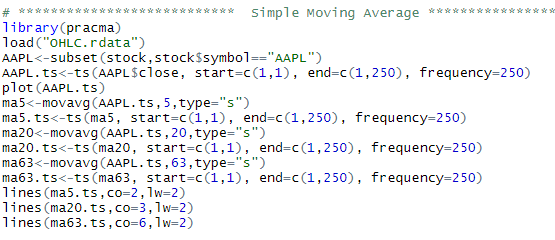 # **************************  Simple Moving Average ****************
library(pracma)
load("OHLC.rdata")
AAPL<-subset(stock,stock$symbol=="AAPL")
AAPL.ts<-ts(AAPL$close, start=c(1,1), end=c(1,250), frequency=250)
plot(AAPL.ts)
ma5<-movavg(AAPL.ts,5,type="s")
ma5.ts<-ts(ma5, start=c(1,1), end=c(1,250), frequency=250)
ma20<-movavg(AAPL.ts,20,type="s")
ma20.ts<-ts(ma20, start=c(1,1), end=c(1,250), frequency=250)
ma63<-movavg(AAPL.ts,63,type="s")
ma63.ts<-ts(ma63, start=c(1,1), end=c(1,250), frequency=250)
lines(ma5.ts,co=2,lw=2)
lines(ma20.ts,co=3,lw=2)
lines(ma63.ts,co=6,lw=2)